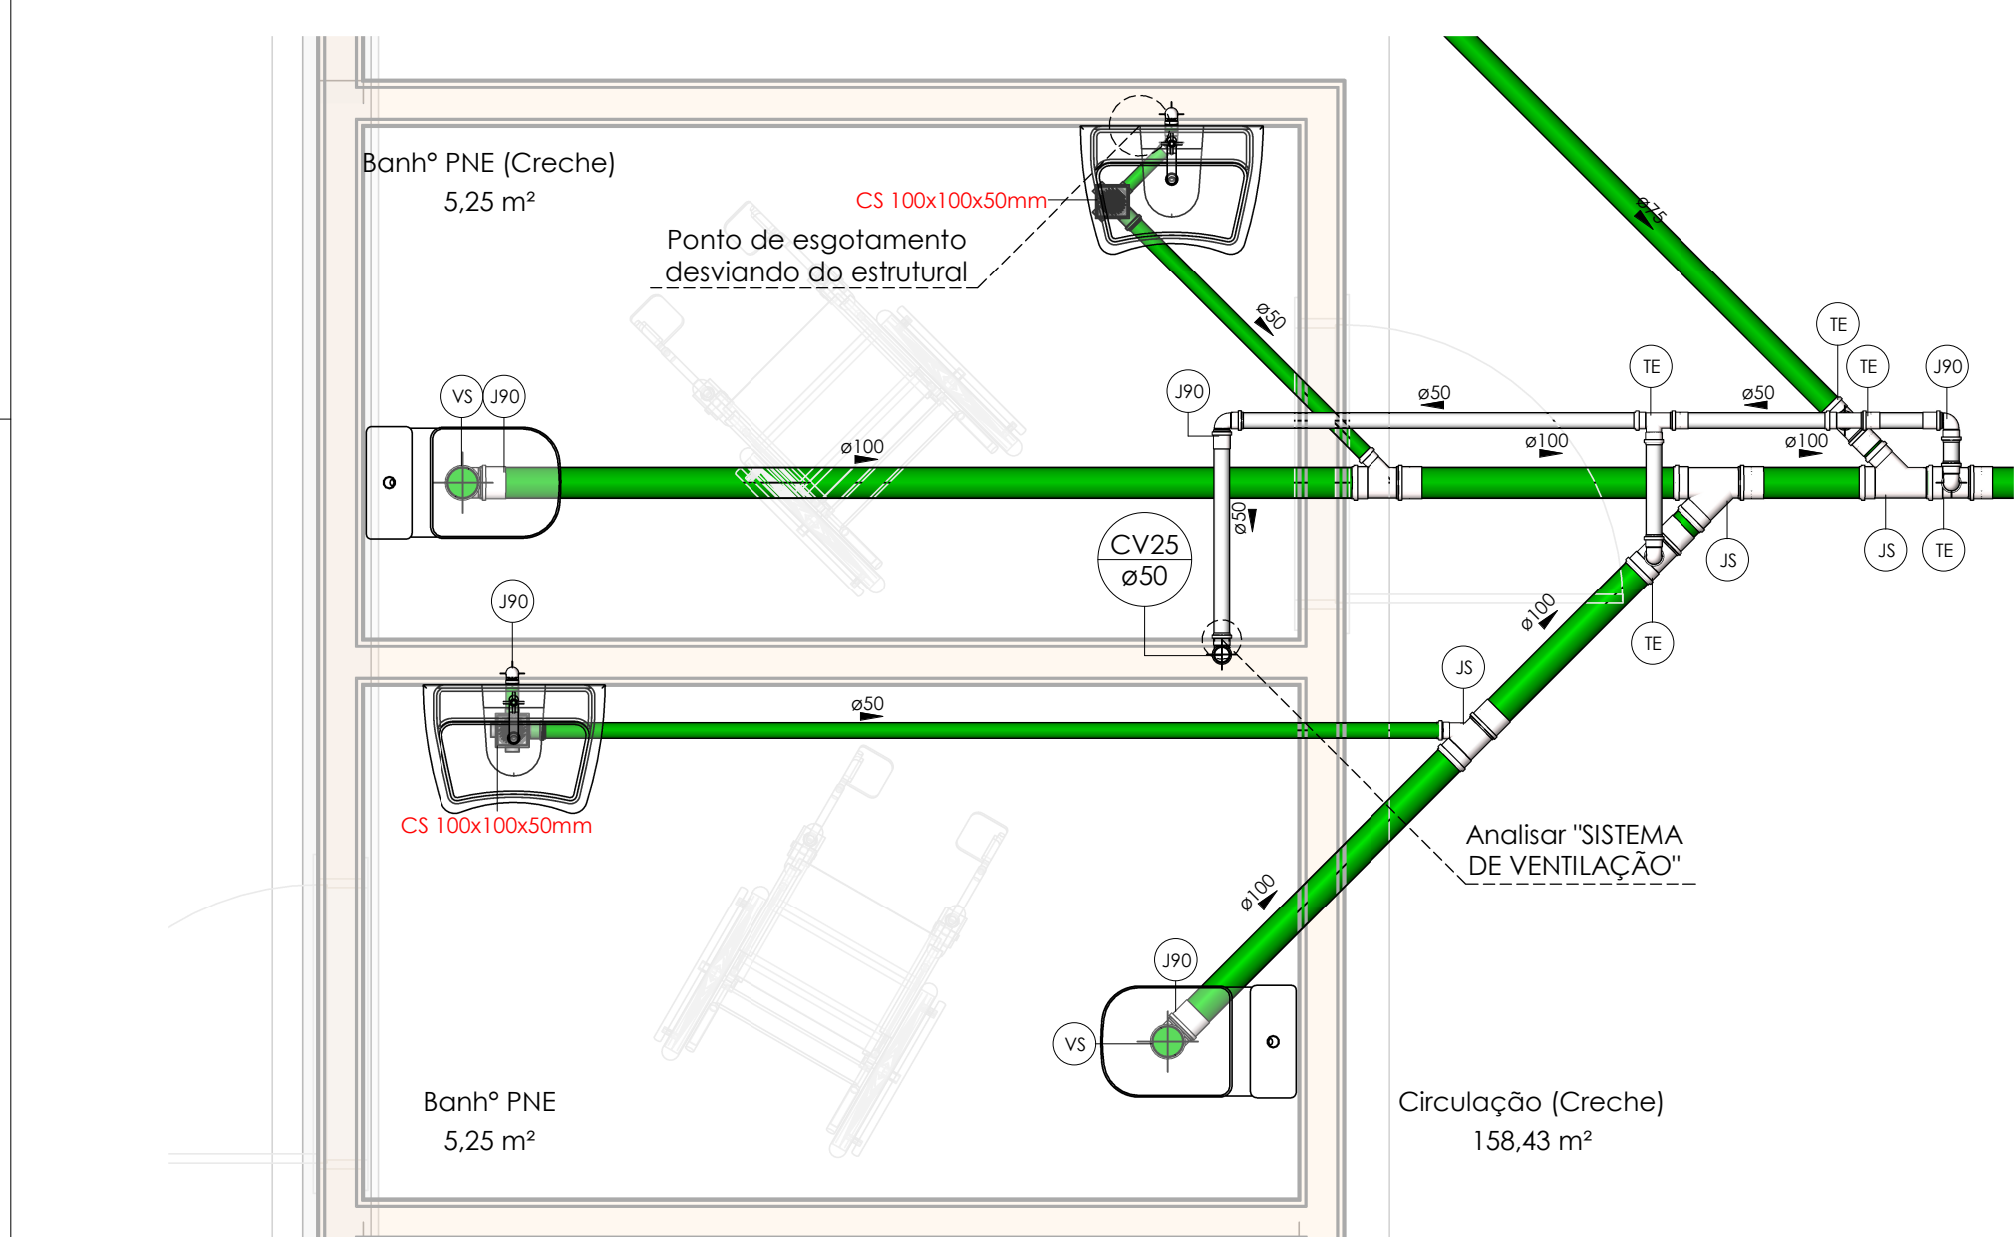 Banhº PNE (Creche)
5,25 m²
CS 100x100x50mm
Ponto de esgotamento
desviando do estrutural
ø75
ø50
TE
TE
TE
J90
J90
ø50
ø50
VS
J90
ø100
ø100
ø100
ø50
CV25
ø50
JS
JS
TE
J90
ø100
TE
JS
ø50
CS 100x100x50mm
Analisar "SISTEMA
DE VENTILAÇÃO"
ø100
J90
VS
Banhº PNE
5,25 m²
Circulação (Creche)
158,43 m²